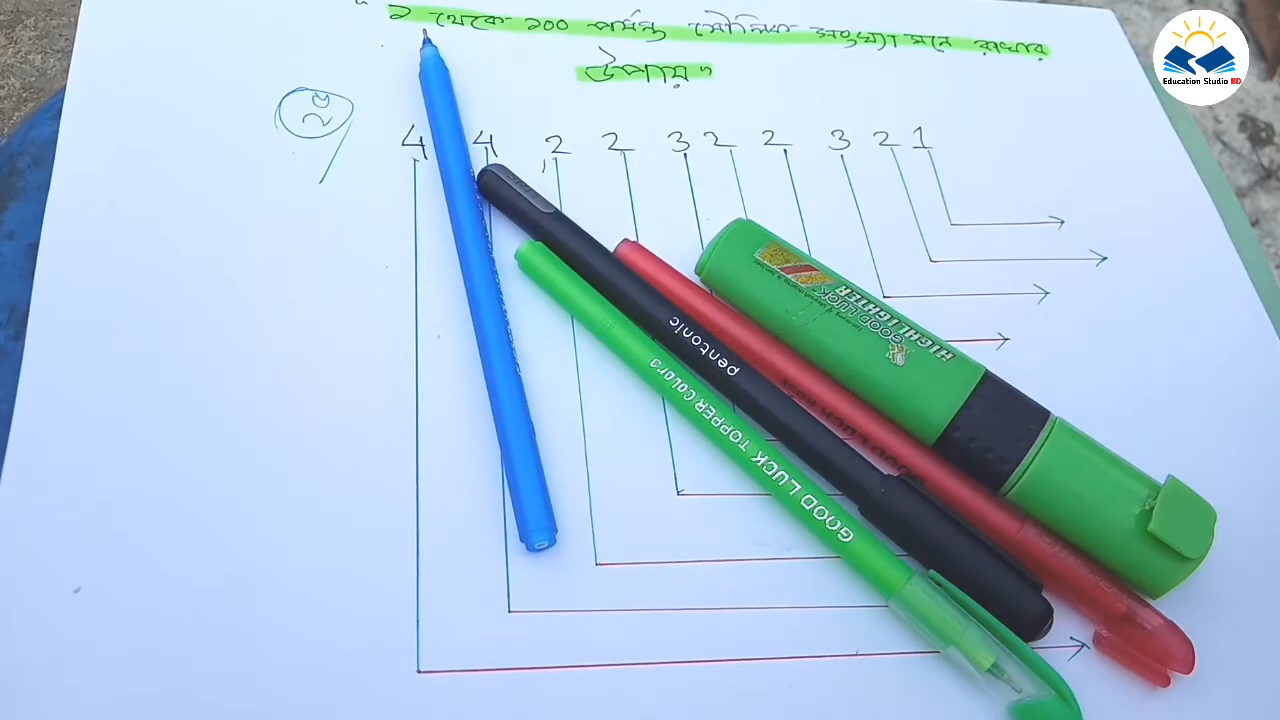 ১ থেকে ১০০ পর্যন্ত মৌলিক সংখ্যা মনে রাখার
উপায় "
Education Studio BD
4 4 2 2 3 2 2 3 2 1
HIGHLIGHTER
GOOD LUCK
pentonic
GOOD LUCK TOPPER COLORS